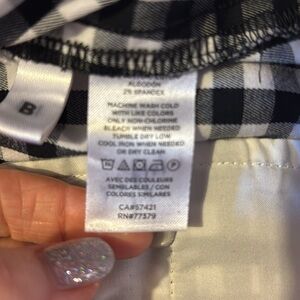 B
ALGODÓN
2% SPANDEX
MACHINE WASH COLD
WITH LIKE COLORS
ONLY NON-CHLORINE
BLEACH WHEN NEEDED
TUMBLE DRY LOW
COOL IRON WHEN NEEDED
OR DRY CLEAN
AVEC DES COULEURS
SEMBLABLES / CON
COLORES SIMILARES
CA#57421
RN#77379